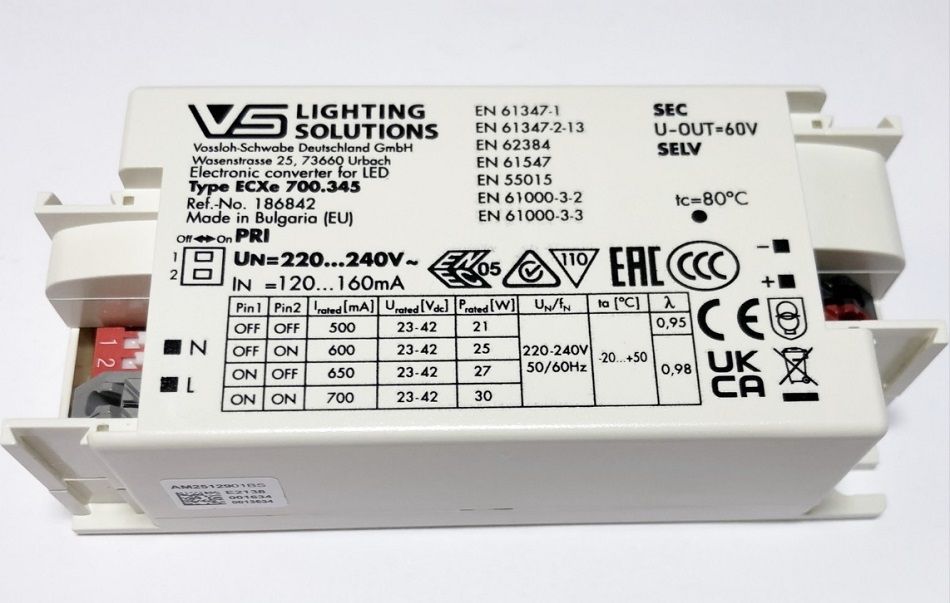 VS LIGHTING SOLUTIONS
Vossloh-Schwabe Deutschland GmbH
Wasenstrasse 25, 73660 Urbach
Electronic converter for LED
Type ECXe 700.345
Ref.-No. 186842
Made in Bulgaria (EU)
EN 61347-1
EN 61347-2-13
EN 62384
EN 61547
EN 55015
EN 61000-3-2
EN 61000-3-3
SEC
U-OUT=60V
SELV
tc=80°C
Off ◄► On PRI
1
2
UN=220...240V~
IN =120...160mA
ENEC 05
110
EAC
CCC
- ■
+ ■
Pin1 Pin2 Irated [mA] Urated [Vdc] Prated [W] UN/fN ta [°C] λ
OFF OFF 500 23-42 21 220-240V 50/60Hz -20...+50 0,95
OFF ON 600 23-42 25 0,98
ON OFF 650 23-42 27
ON ON 700 23-42 30
CE
UK
CA
■ N
■ L
1
2
AM2512901BS
E2138
001634
0013634